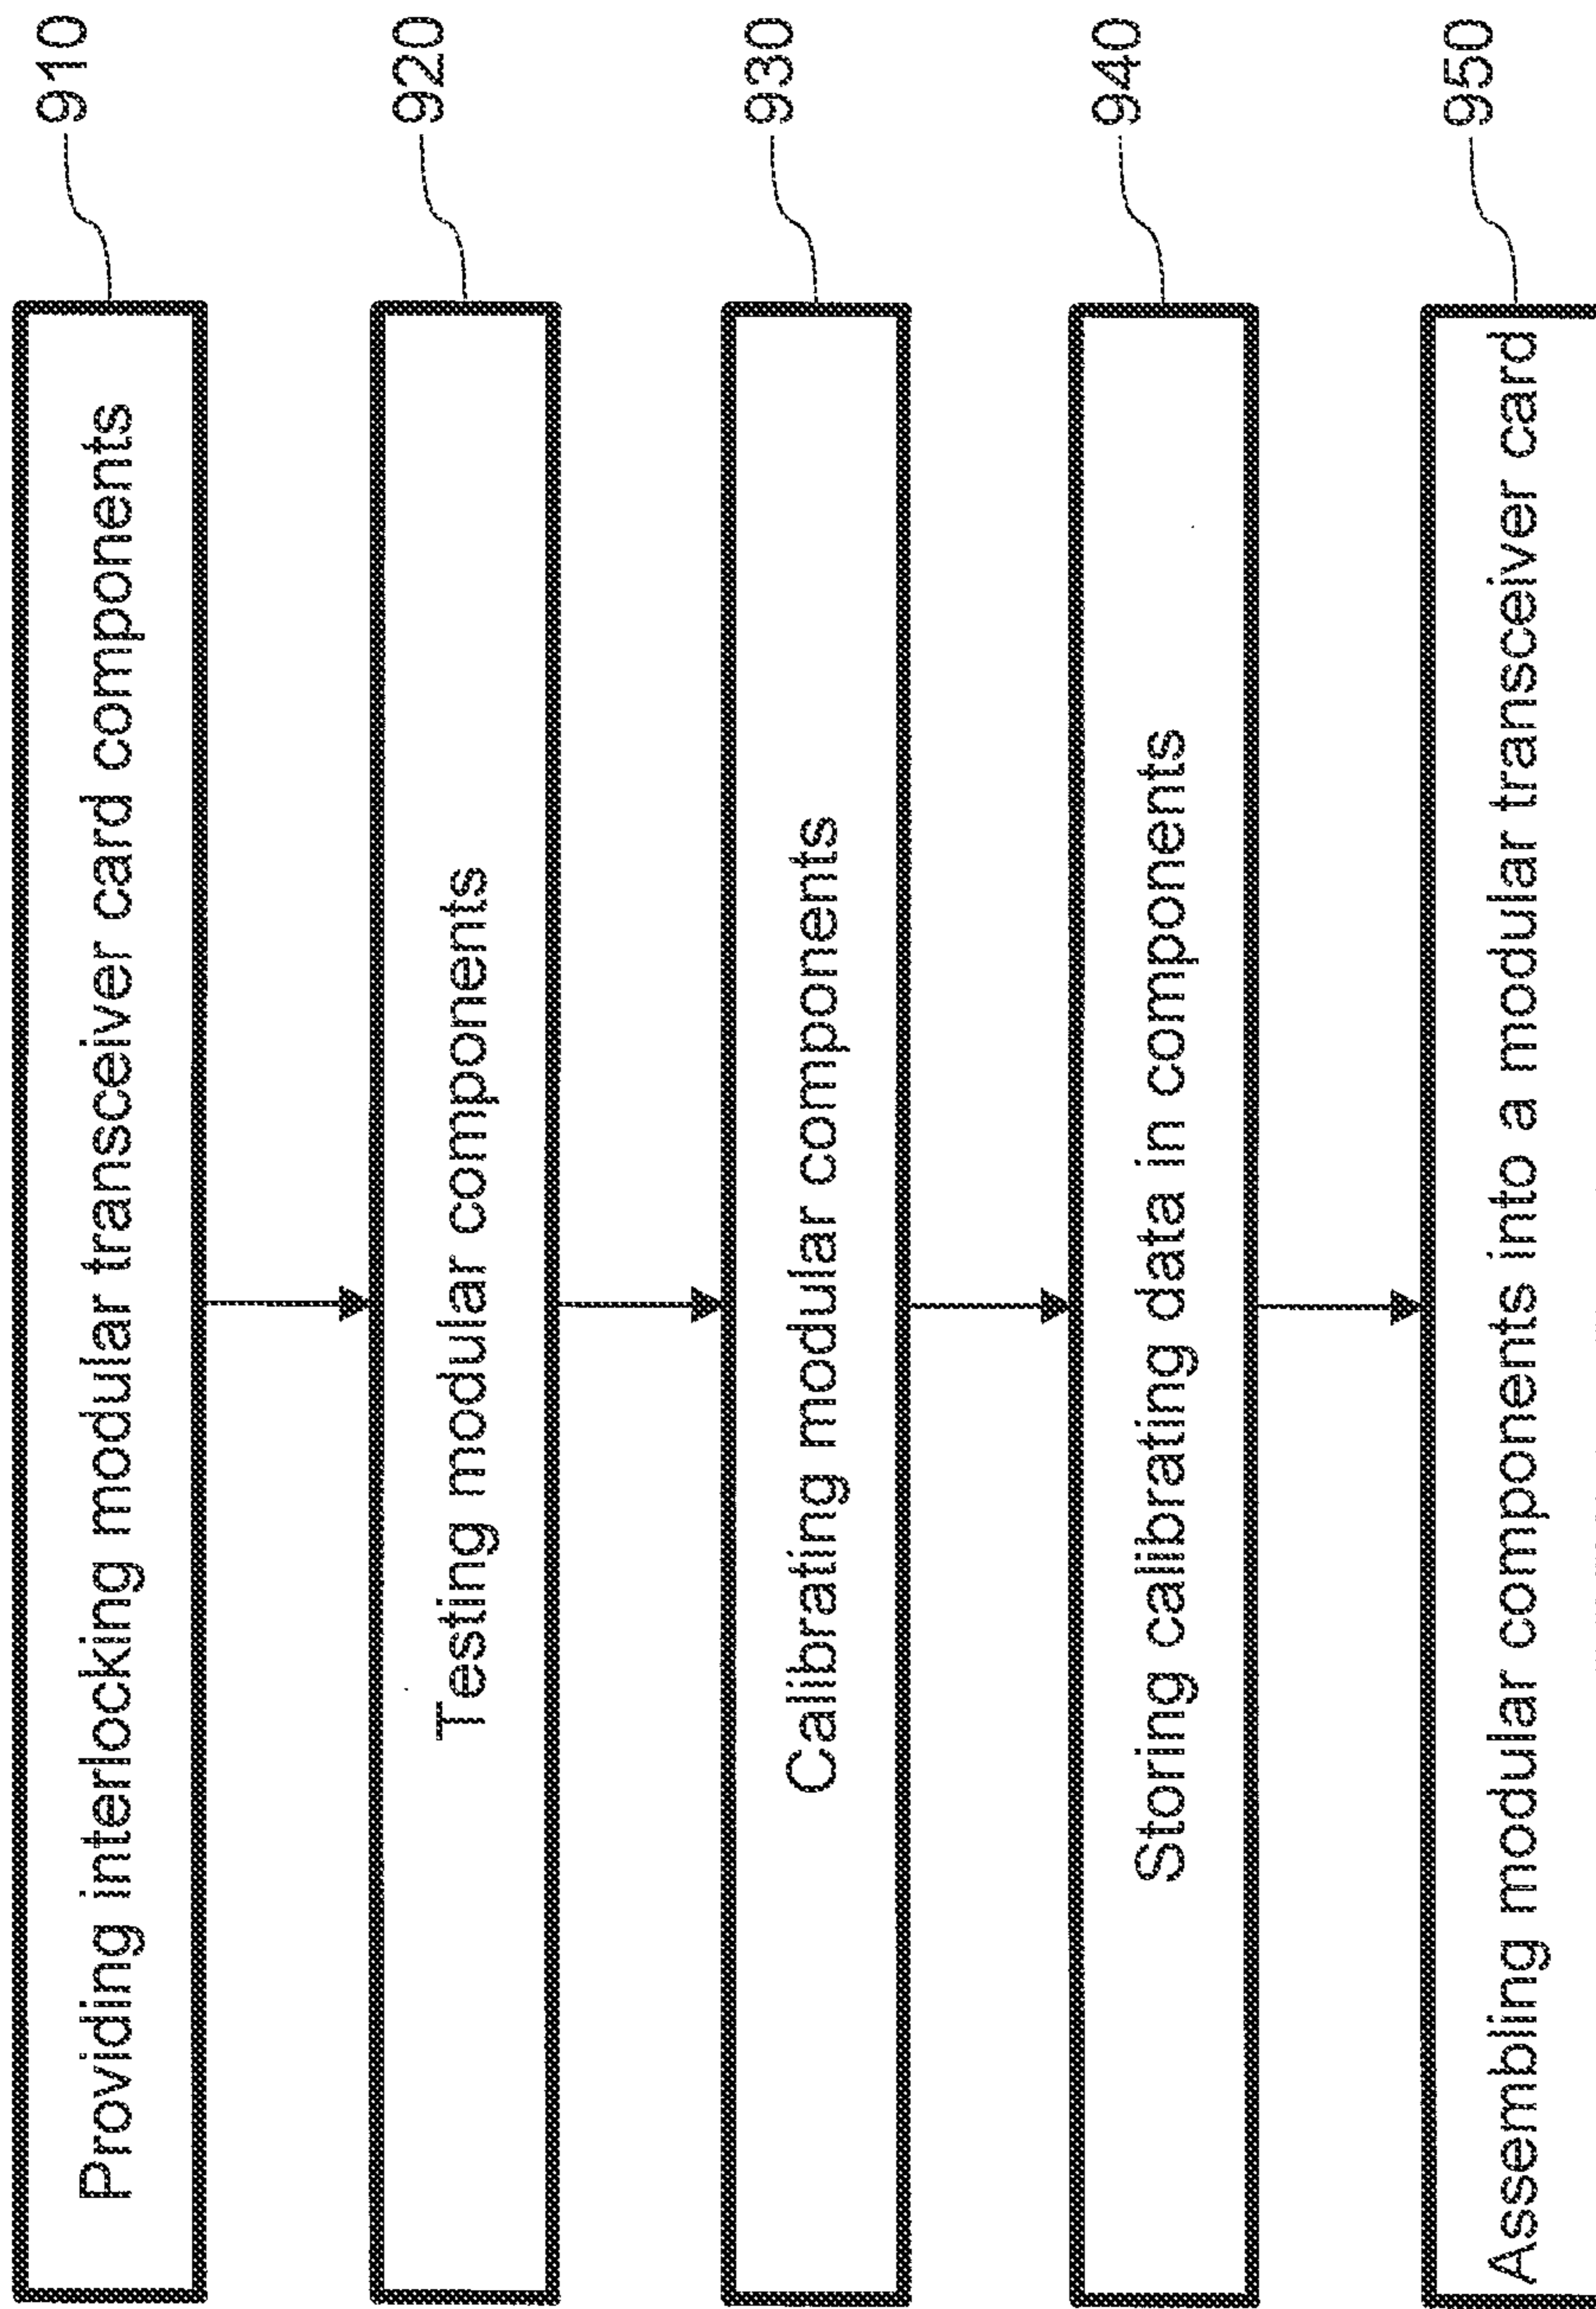 Providing interlocking modular transceiver card components
910
Testing modular components
920
Calibrating modular components
930
Storing calibrating data in components
940
Assembling modular components into a modular transceiver card
950